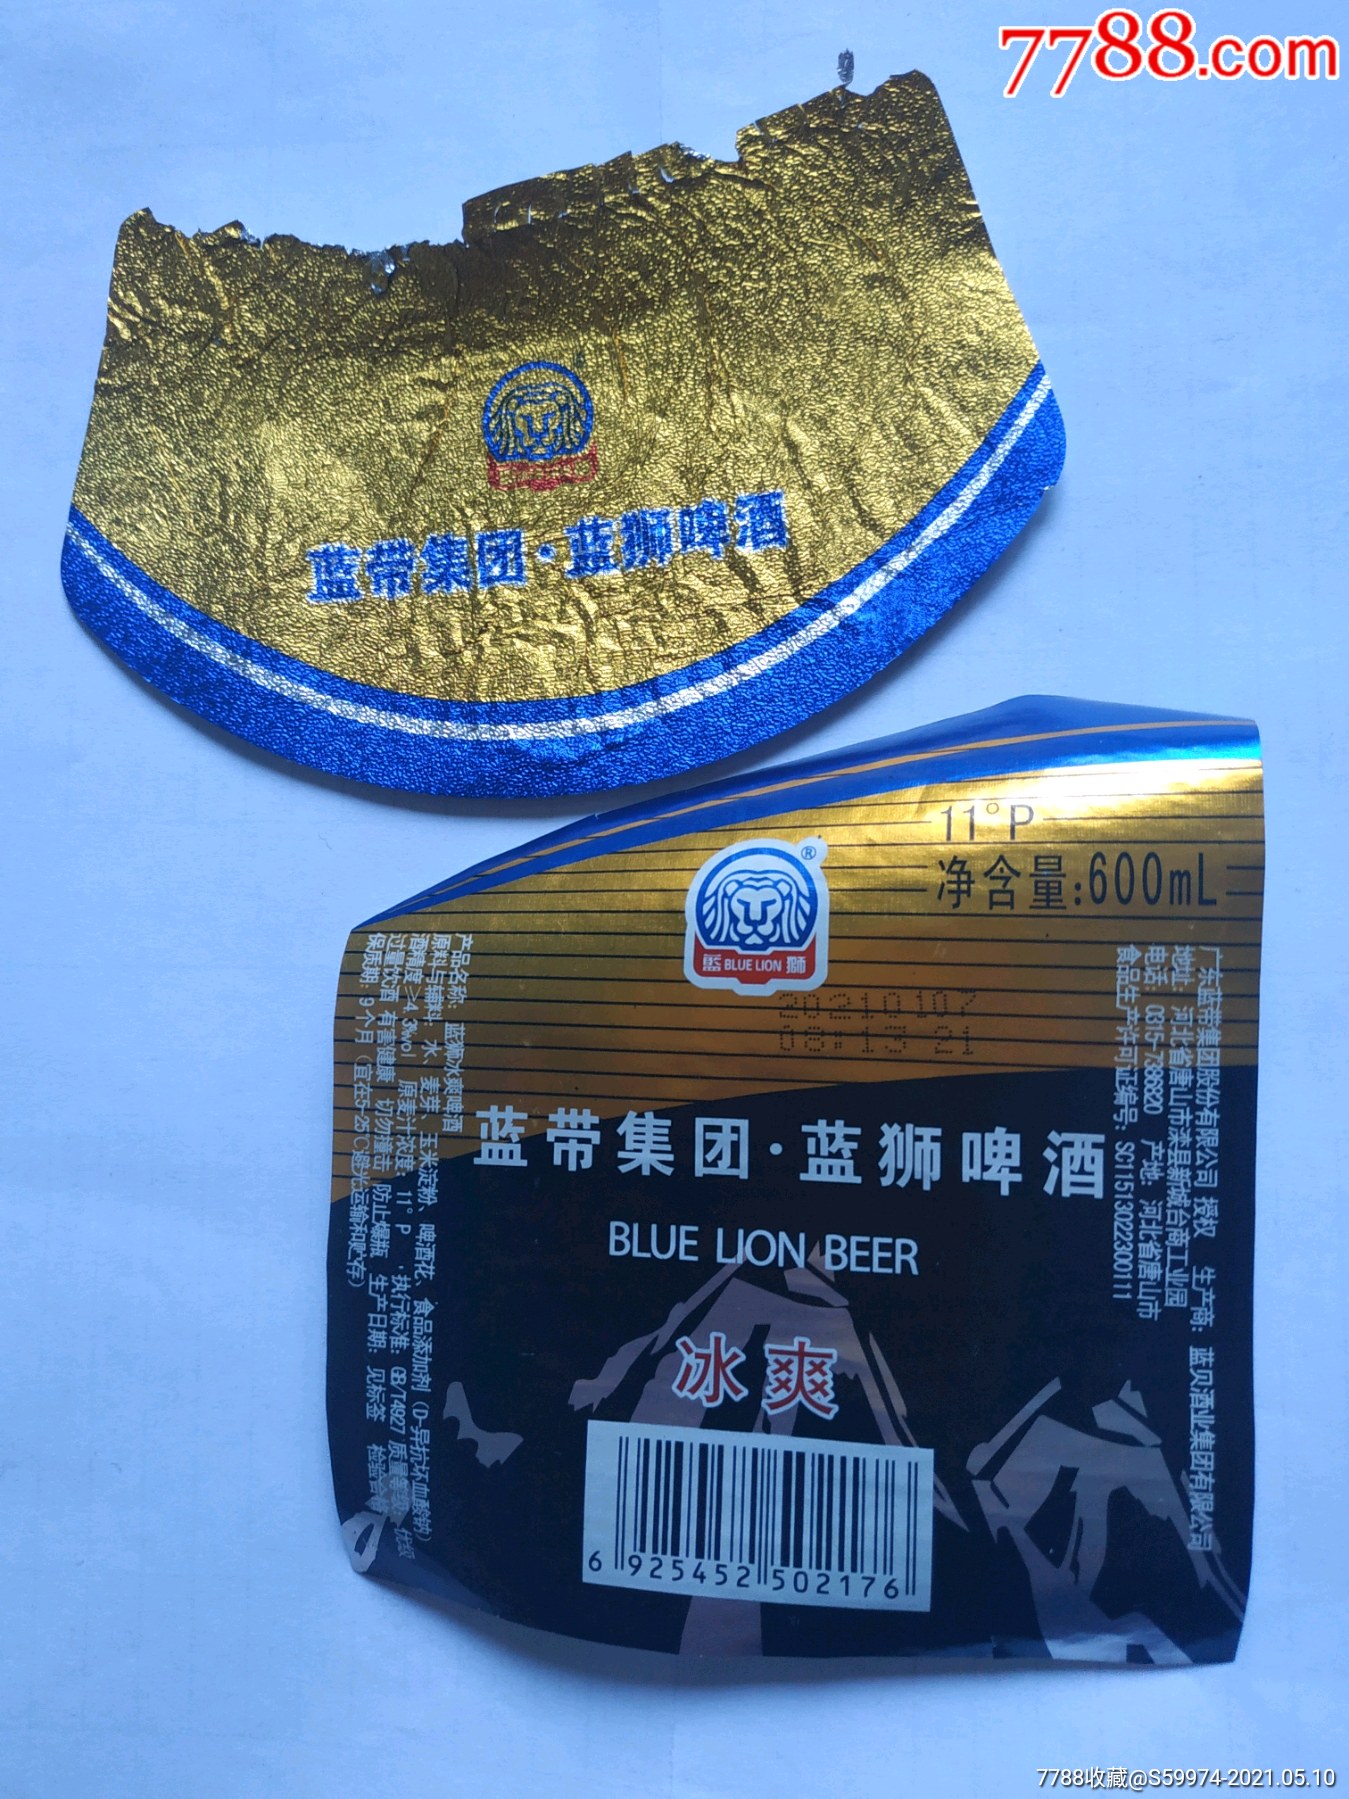 7788.com
蓝带集团·蓝狮啤酒
11°P
净含量:600mL
®
藍 BLUE LION 獅
20210107
08:13 21
蓝带集团·蓝狮啤酒
BLUE LION BEER
冰爽
6 925452 502176
广东蓝带集团股份有限公司 授权 生产商: 蓝贝酒业集团有限公司
地址: 河北省唐山市滦县新城台商工业园
电话: 0315-7886820 产地: 河北省唐山市
食品生产许可证编号: SC11513022300111
产品名称: 蓝狮冰爽啤酒
原料与辅料: 水、麦芽、玉米淀粉、啤酒花、食品添加剂 (D-异抗坏血酸钠)
酒精度≥4.3%vol 原麦汁浓度: 11°P 执行标准: GB/T4927 质量等级: 优级
过量饮酒 有害健康 切勿撞击 防止爆瓶 生产日期: 见标签 检验合格
保质期: 9个月 (宜在5-25℃避光运输和贮存)
7788收藏@S59974-2021.05.10